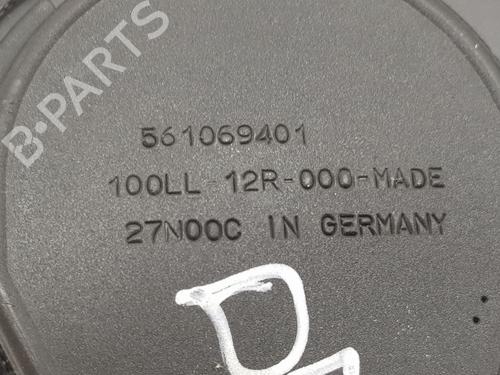 B-PARTS
561069401
100LL-12R-000-MADE
27N00C IN GERMANY